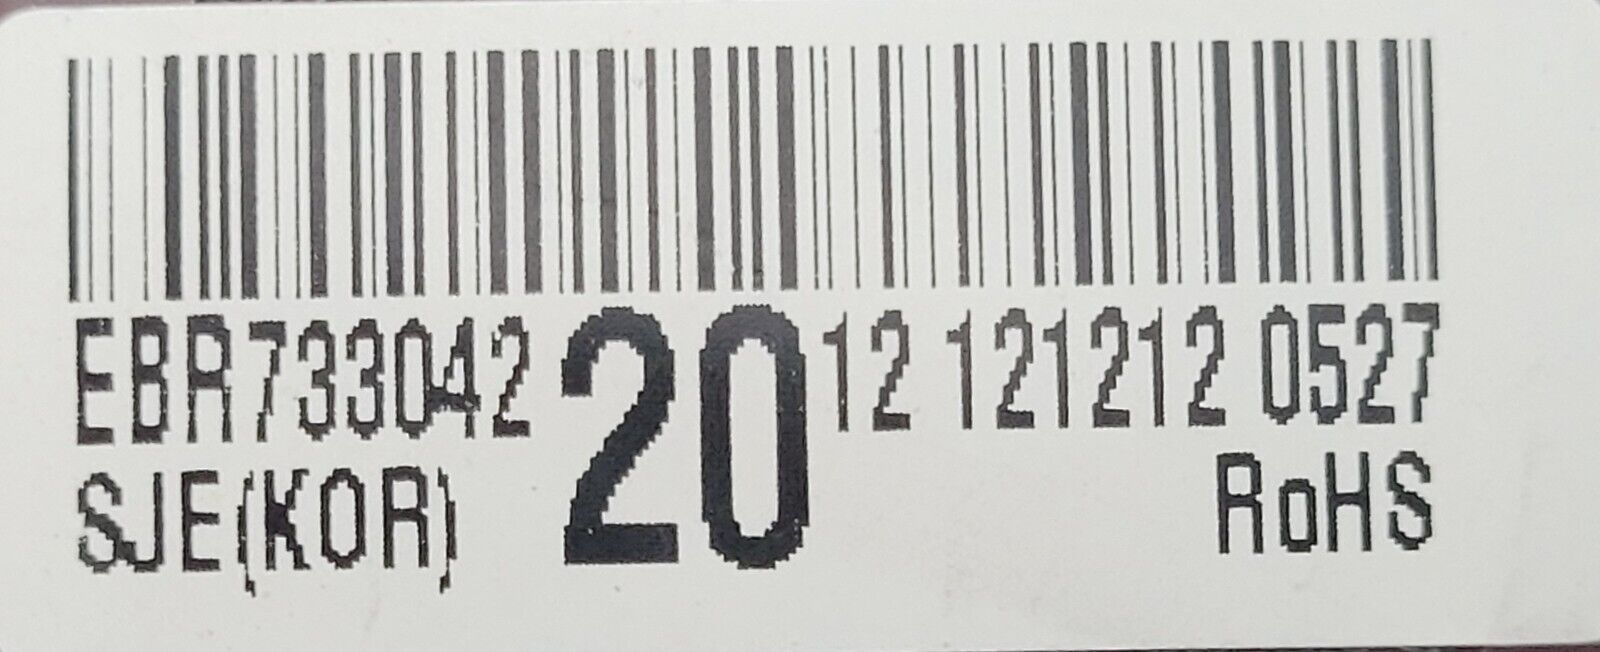 EBR733042 20 12 121212 0527
SJE(KOR) RoHS